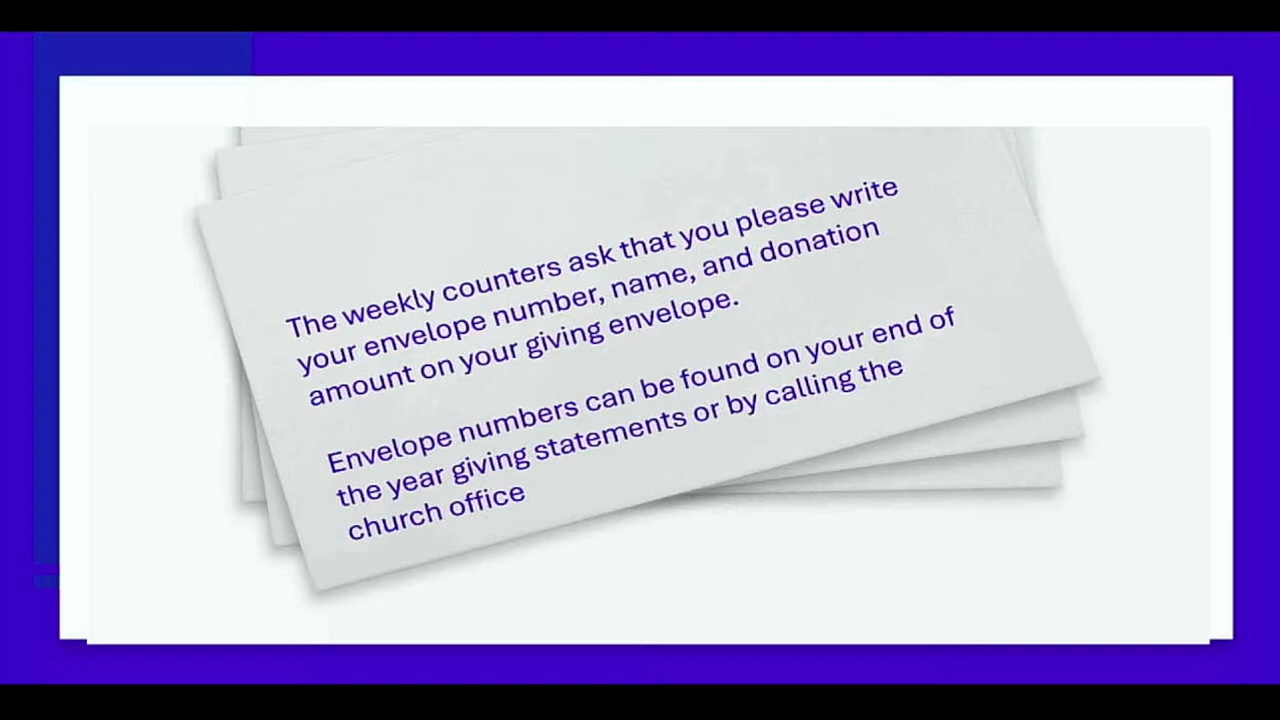 The weekly counters ask that you please write
your envelope number, name, and donation
amount on your giving envelope.
Envelope numbers can be found on your end of
the year giving statements or by calling the
church office